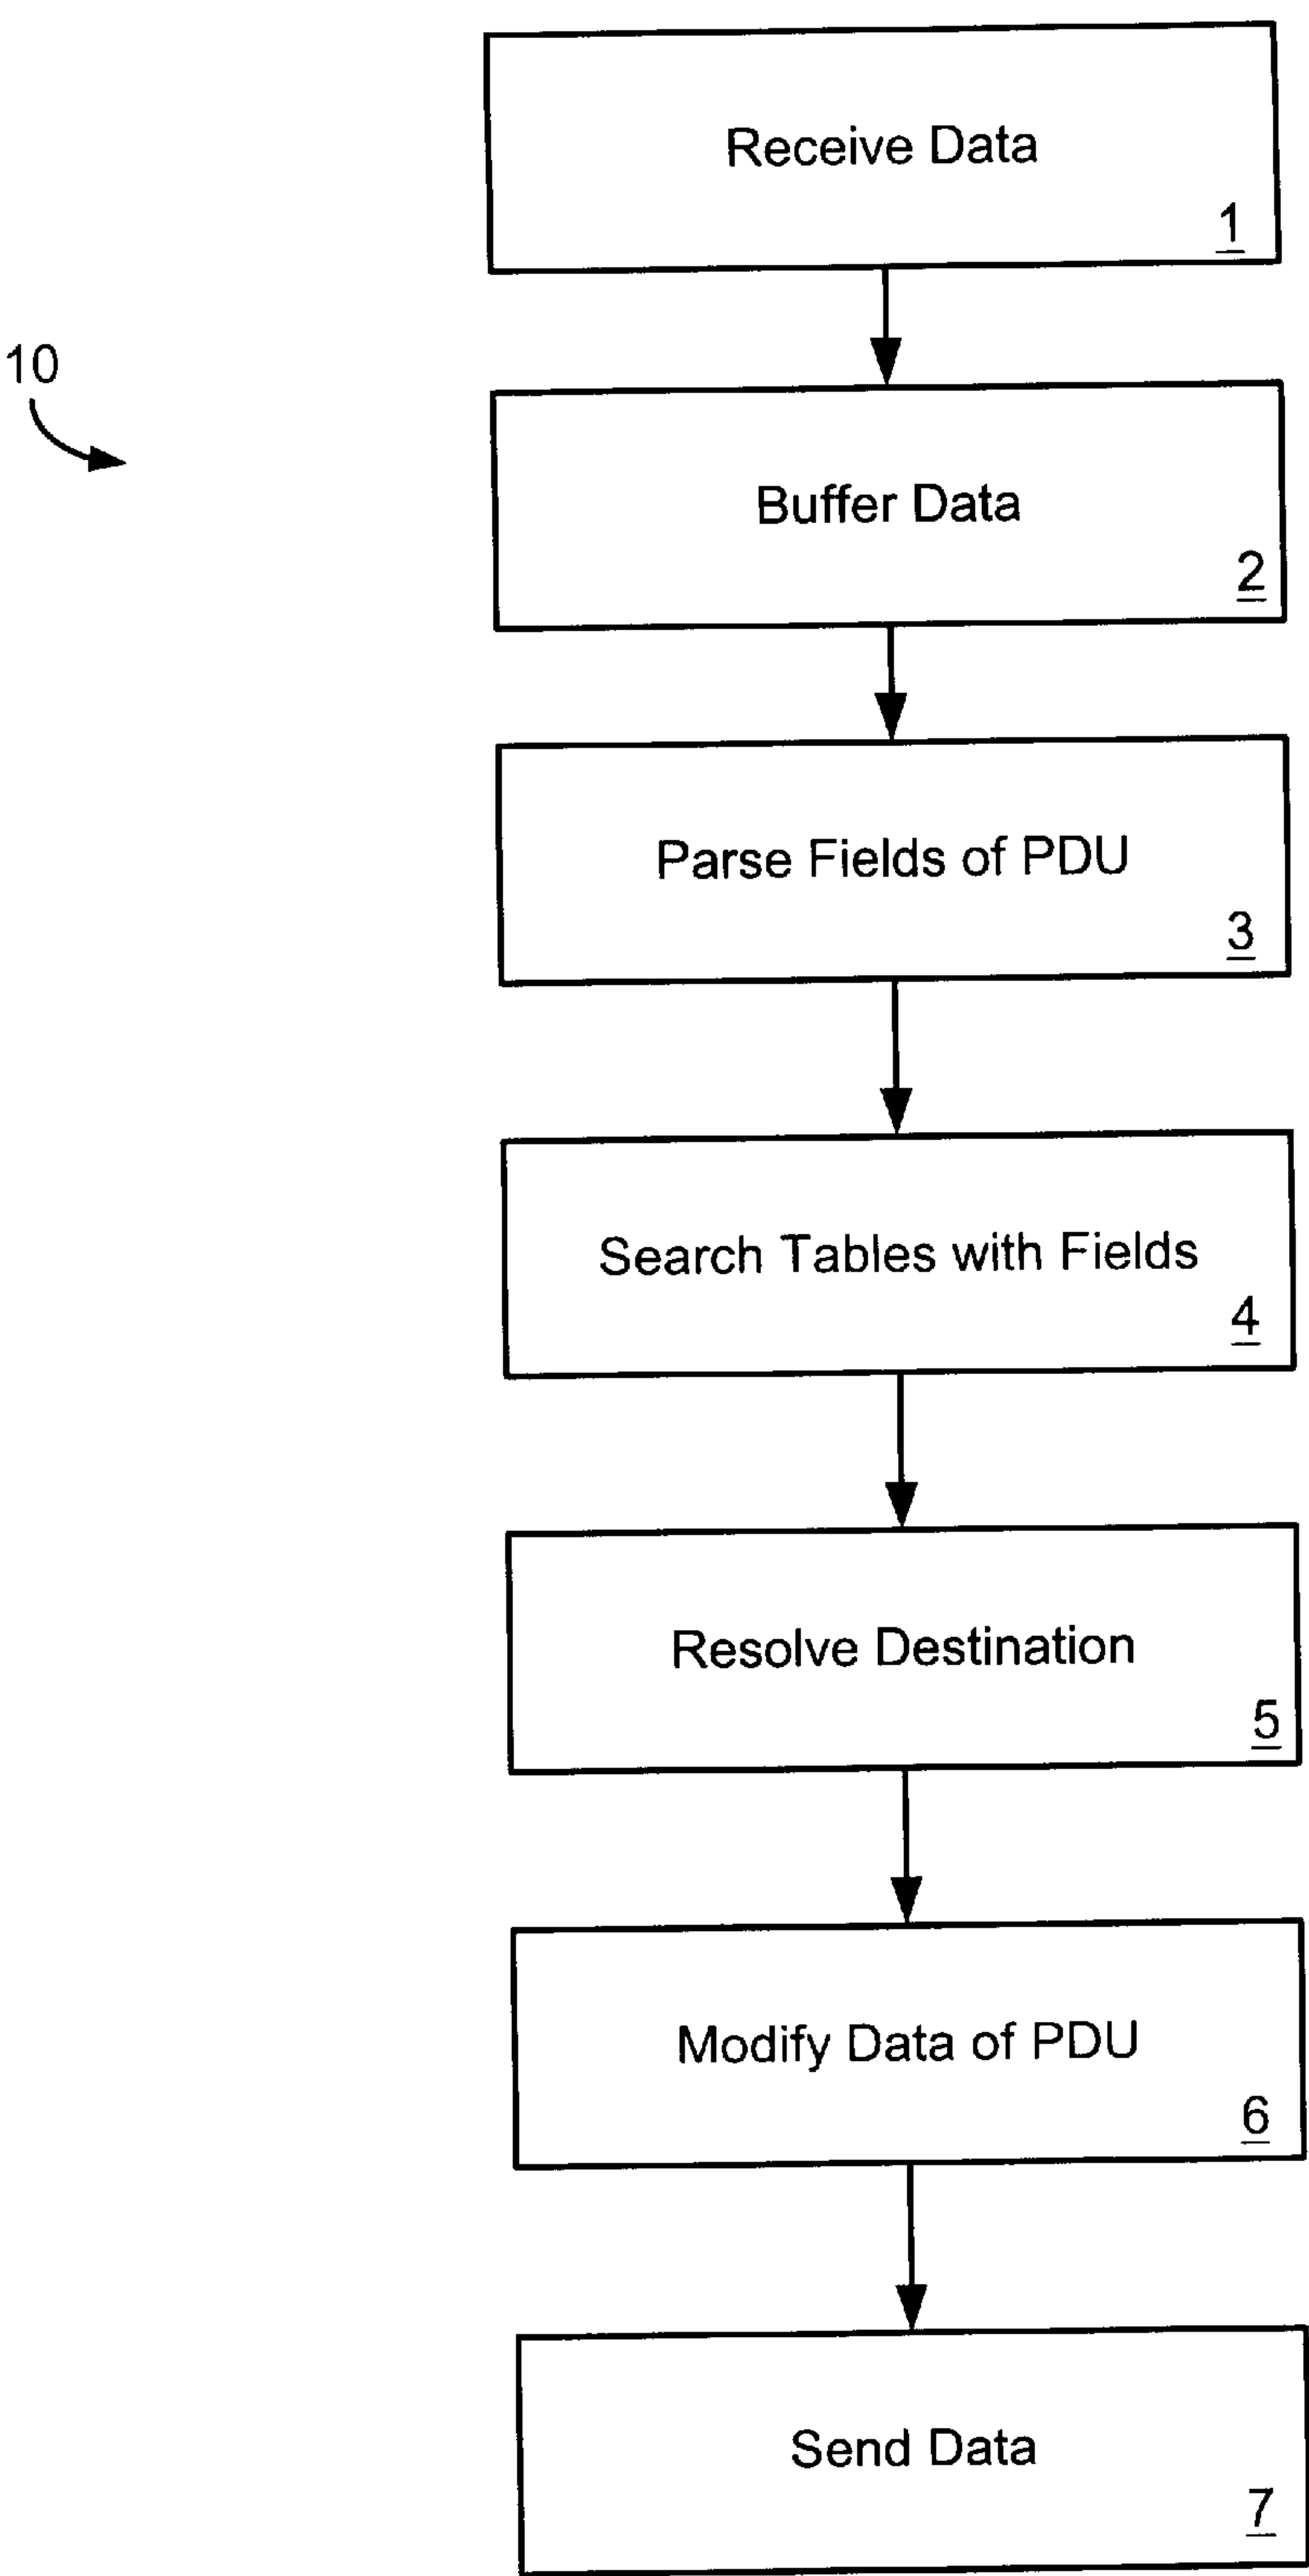 Receive Data
1
10
Buffer Data
2
Parse Fields of PDU
3
Search Tables with Fields
4
Resolve Destination
5
Modify Data of PDU
6
Send Data
7